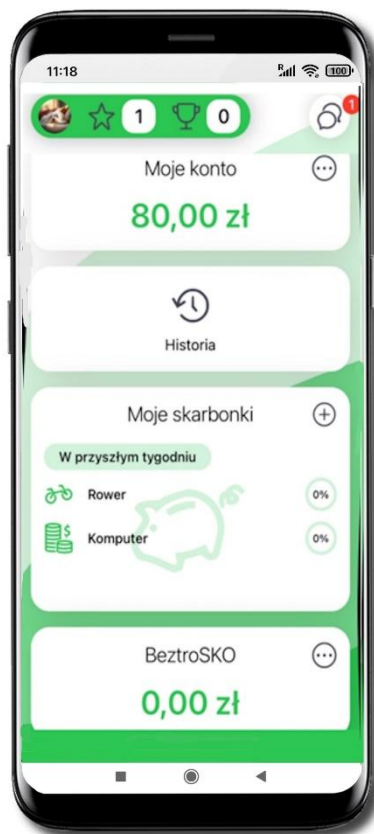 11:18
R
100
1
0
1
Moje konto
80,00 zł
Historia
Moje skarbonki
W przyszłym tygodniu
Rower
0%
$
Komputer
0%
BeztroSKO
0,00 zł